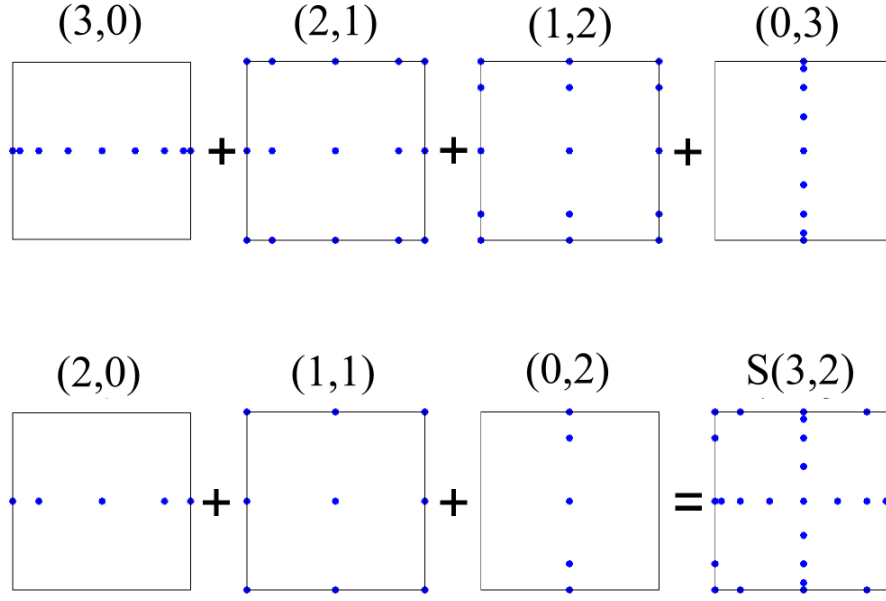 (3,0) (2,1) (1,2) (0,3)
+ + +
(2,0) (1,1) (0,2) S(3,2)
+ + =